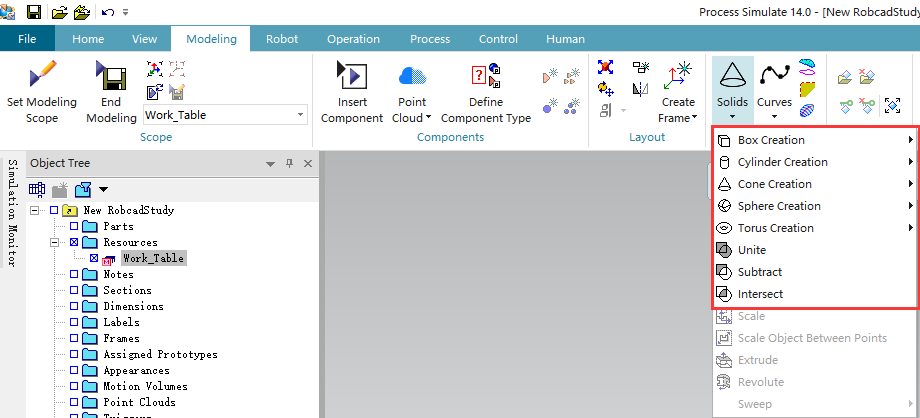 Process Simulate 14.0 - [New RobcadStudy
File Home View Modeling Robot Operation Process Control Human
Set Modeling Scope
End Modeling
Work_Table
Scope
Insert Component
Point Cloud
Define Component Type
Components
Create Frame
Layout
Solids
Curves
Box Creation
Cylinder Creation
Cone Creation
Sphere Creation
Torus Creation
Unite
Subtract
Intersect
Scale
Scale Object Between Points
Extrude
Revolute
Sweep
Simulation Monitor
Object Tree
New RobcadStudy
Parts
Resources
Work_Table
Notes
Sections
Dimensions
Labels
Frames
Assigned Prototypes
Appearances
Motion Volumes
Point Clouds